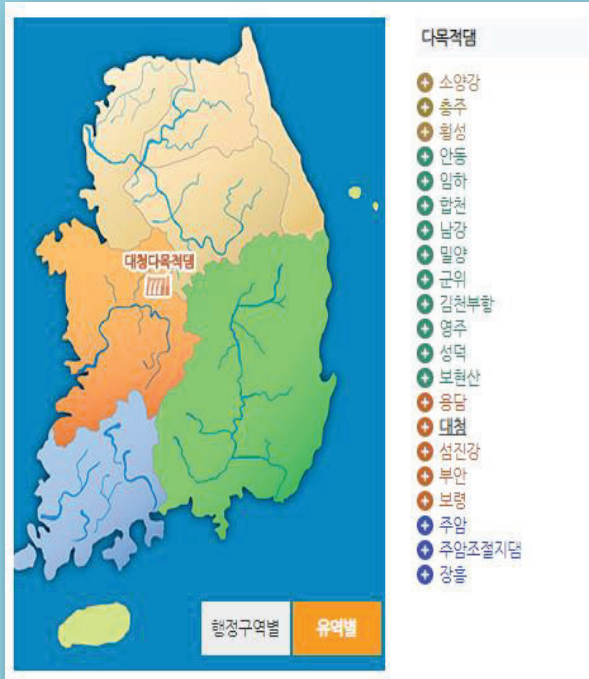 대청다목적댐
행정구역별
유역별
다목적댐
소양강
충주
횡성
안동
임하
합천
남강
밀양
군위
김천부항
영주
성덕
보현산
용담
대청
섬진강
부안
보령
주암
주암조절지댐
장흥